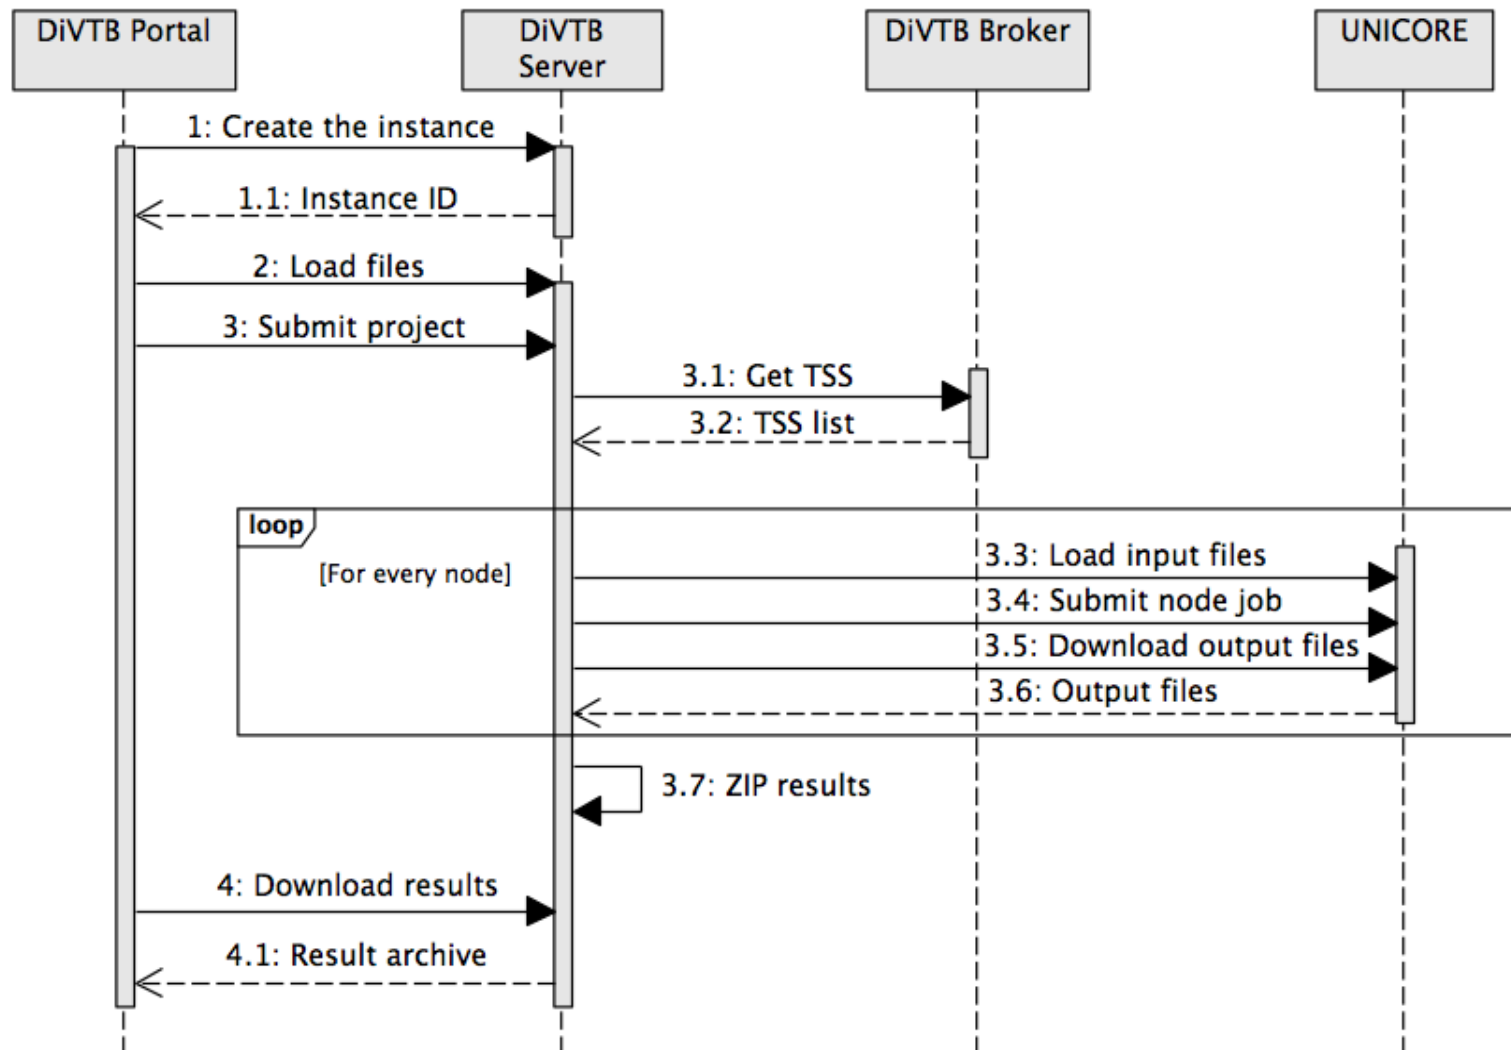 DiVTB Portal
DiVTB
Server
DiVTB Broker
UNICORE
1: Create the instance
1.1: Instance ID
2: Load files
3: Submit project
3.1: Get TSS
3.2: TSS list
loop
[For every node]
3.3: Load input files
3.4: Submit node job
3.5: Download output files
3.6: Output files
3.7: ZIP results
4: Download results
4.1: Result archive